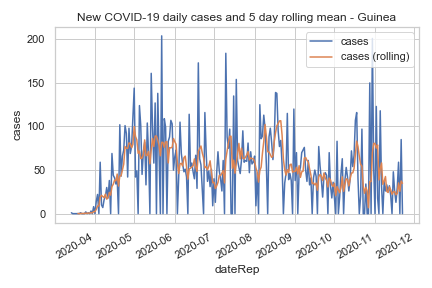 New COVID-19 daily cases and 5 day rolling mean - Guinea
cases
cases (rolling)
200
150
100
50
0
cases
2020-04
2020-05
2020-06
2020-07
2020-08
2020-09
2020-10
2020-11
2020-12
dateRep